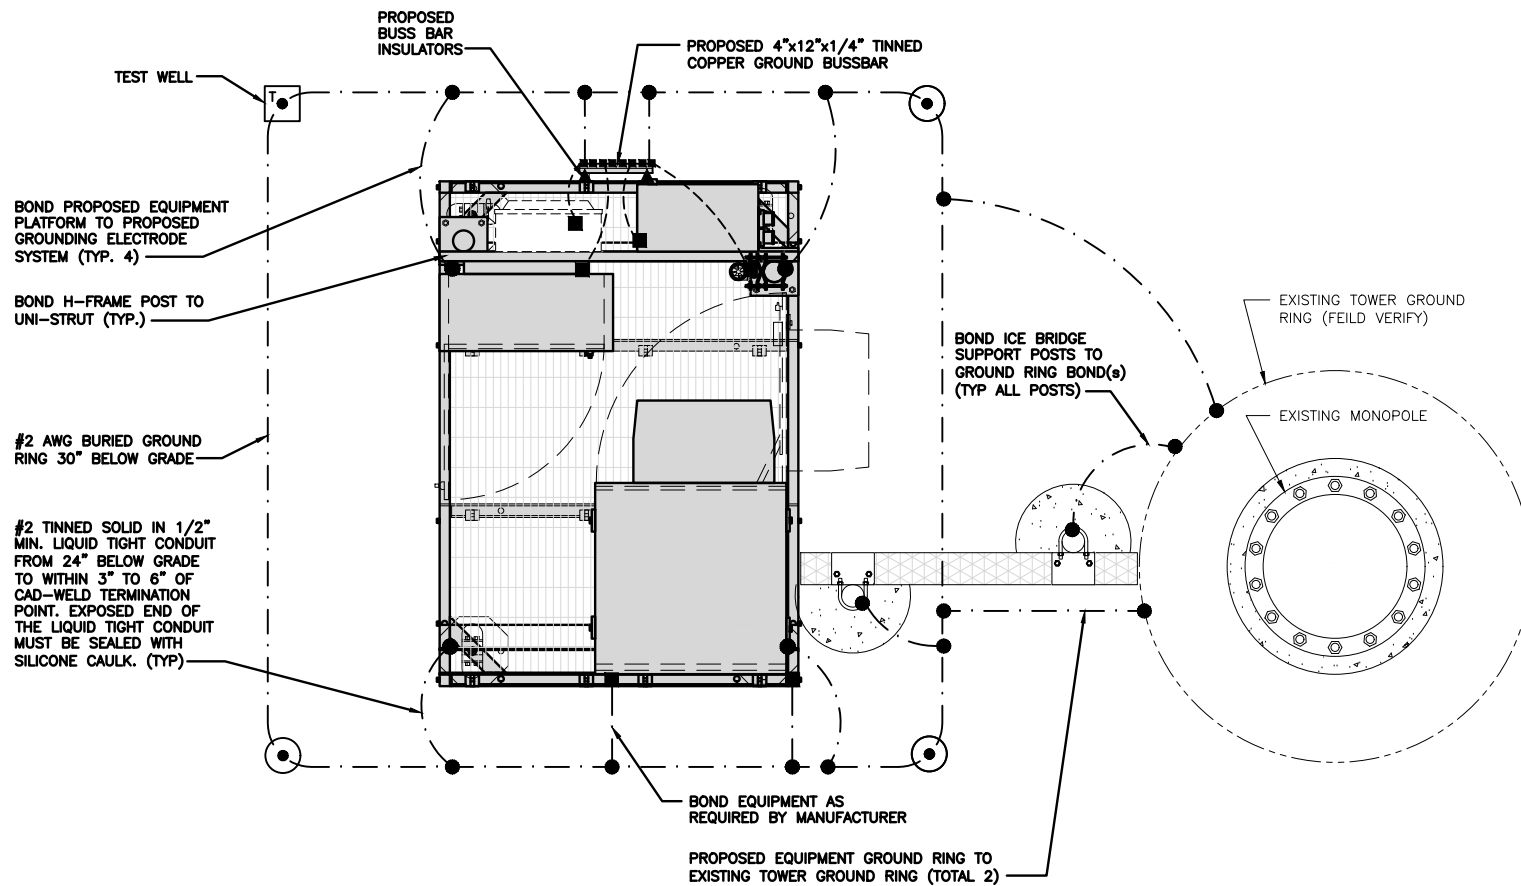 PROPOSED
BUSS BAR
INSULATORS
PROPOSED 4"x12"x1/4" TINNED
COPPER GROUND BUSSBAR
TEST WELL
T
BOND PROPOSED EQUIPMENT
PLATFORM TO PROPOSED
GROUNDING ELECTRODE
SYSTEM (TYP. 4)
BOND H-FRAME POST TO
UNI-STRUT (TYP.)
EXISTING TOWER GROUND
RING (FEILD VERIFY)
BOND ICE BRIDGE
SUPPORT POSTS TO
GROUND RING BOND(s)
(TYP ALL POSTS)
EXISTING MONOPOLE
#2 AWG BURIED GROUND
RING 30" BELOW GRADE
#2 TINNED SOLID IN 1/2"
MIN. LIQUID TIGHT CONDUIT
FROM 24" BELOW GRADE
TO WITHIN 3" TO 6" OF
CAD-WELD TERMINATION
POINT. EXPOSED END OF
THE LIQUID TIGHT CONDUIT
MUST BE SEALED WITH
SILICONE CAULK. (TYP)
BOND EQUIPMENT AS
REQUIRED BY MANUFACTURER
PROPOSED EQUIPMENT GROUND RING TO
EXISTING TOWER GROUND RING (TOTAL 2)